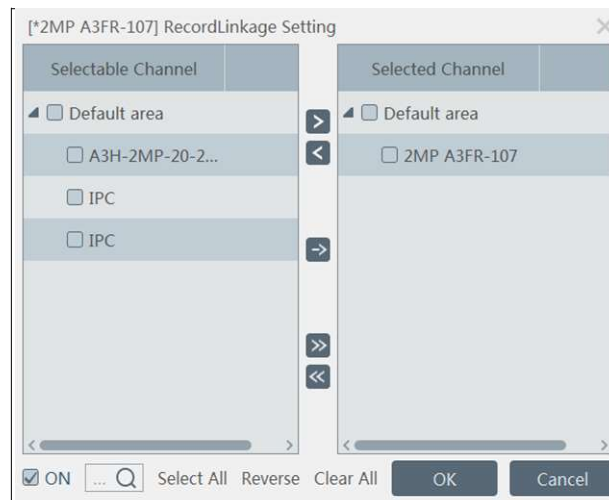 [*2MP A3FR-107] RecordLinkage Setting
Selectable Channel
Default area
A3H-2MP-20-2...
IPC
IPC
Selected Channel
Default area
2MP A3FR-107
ON ... Select All Reverse Clear All OK Cancel